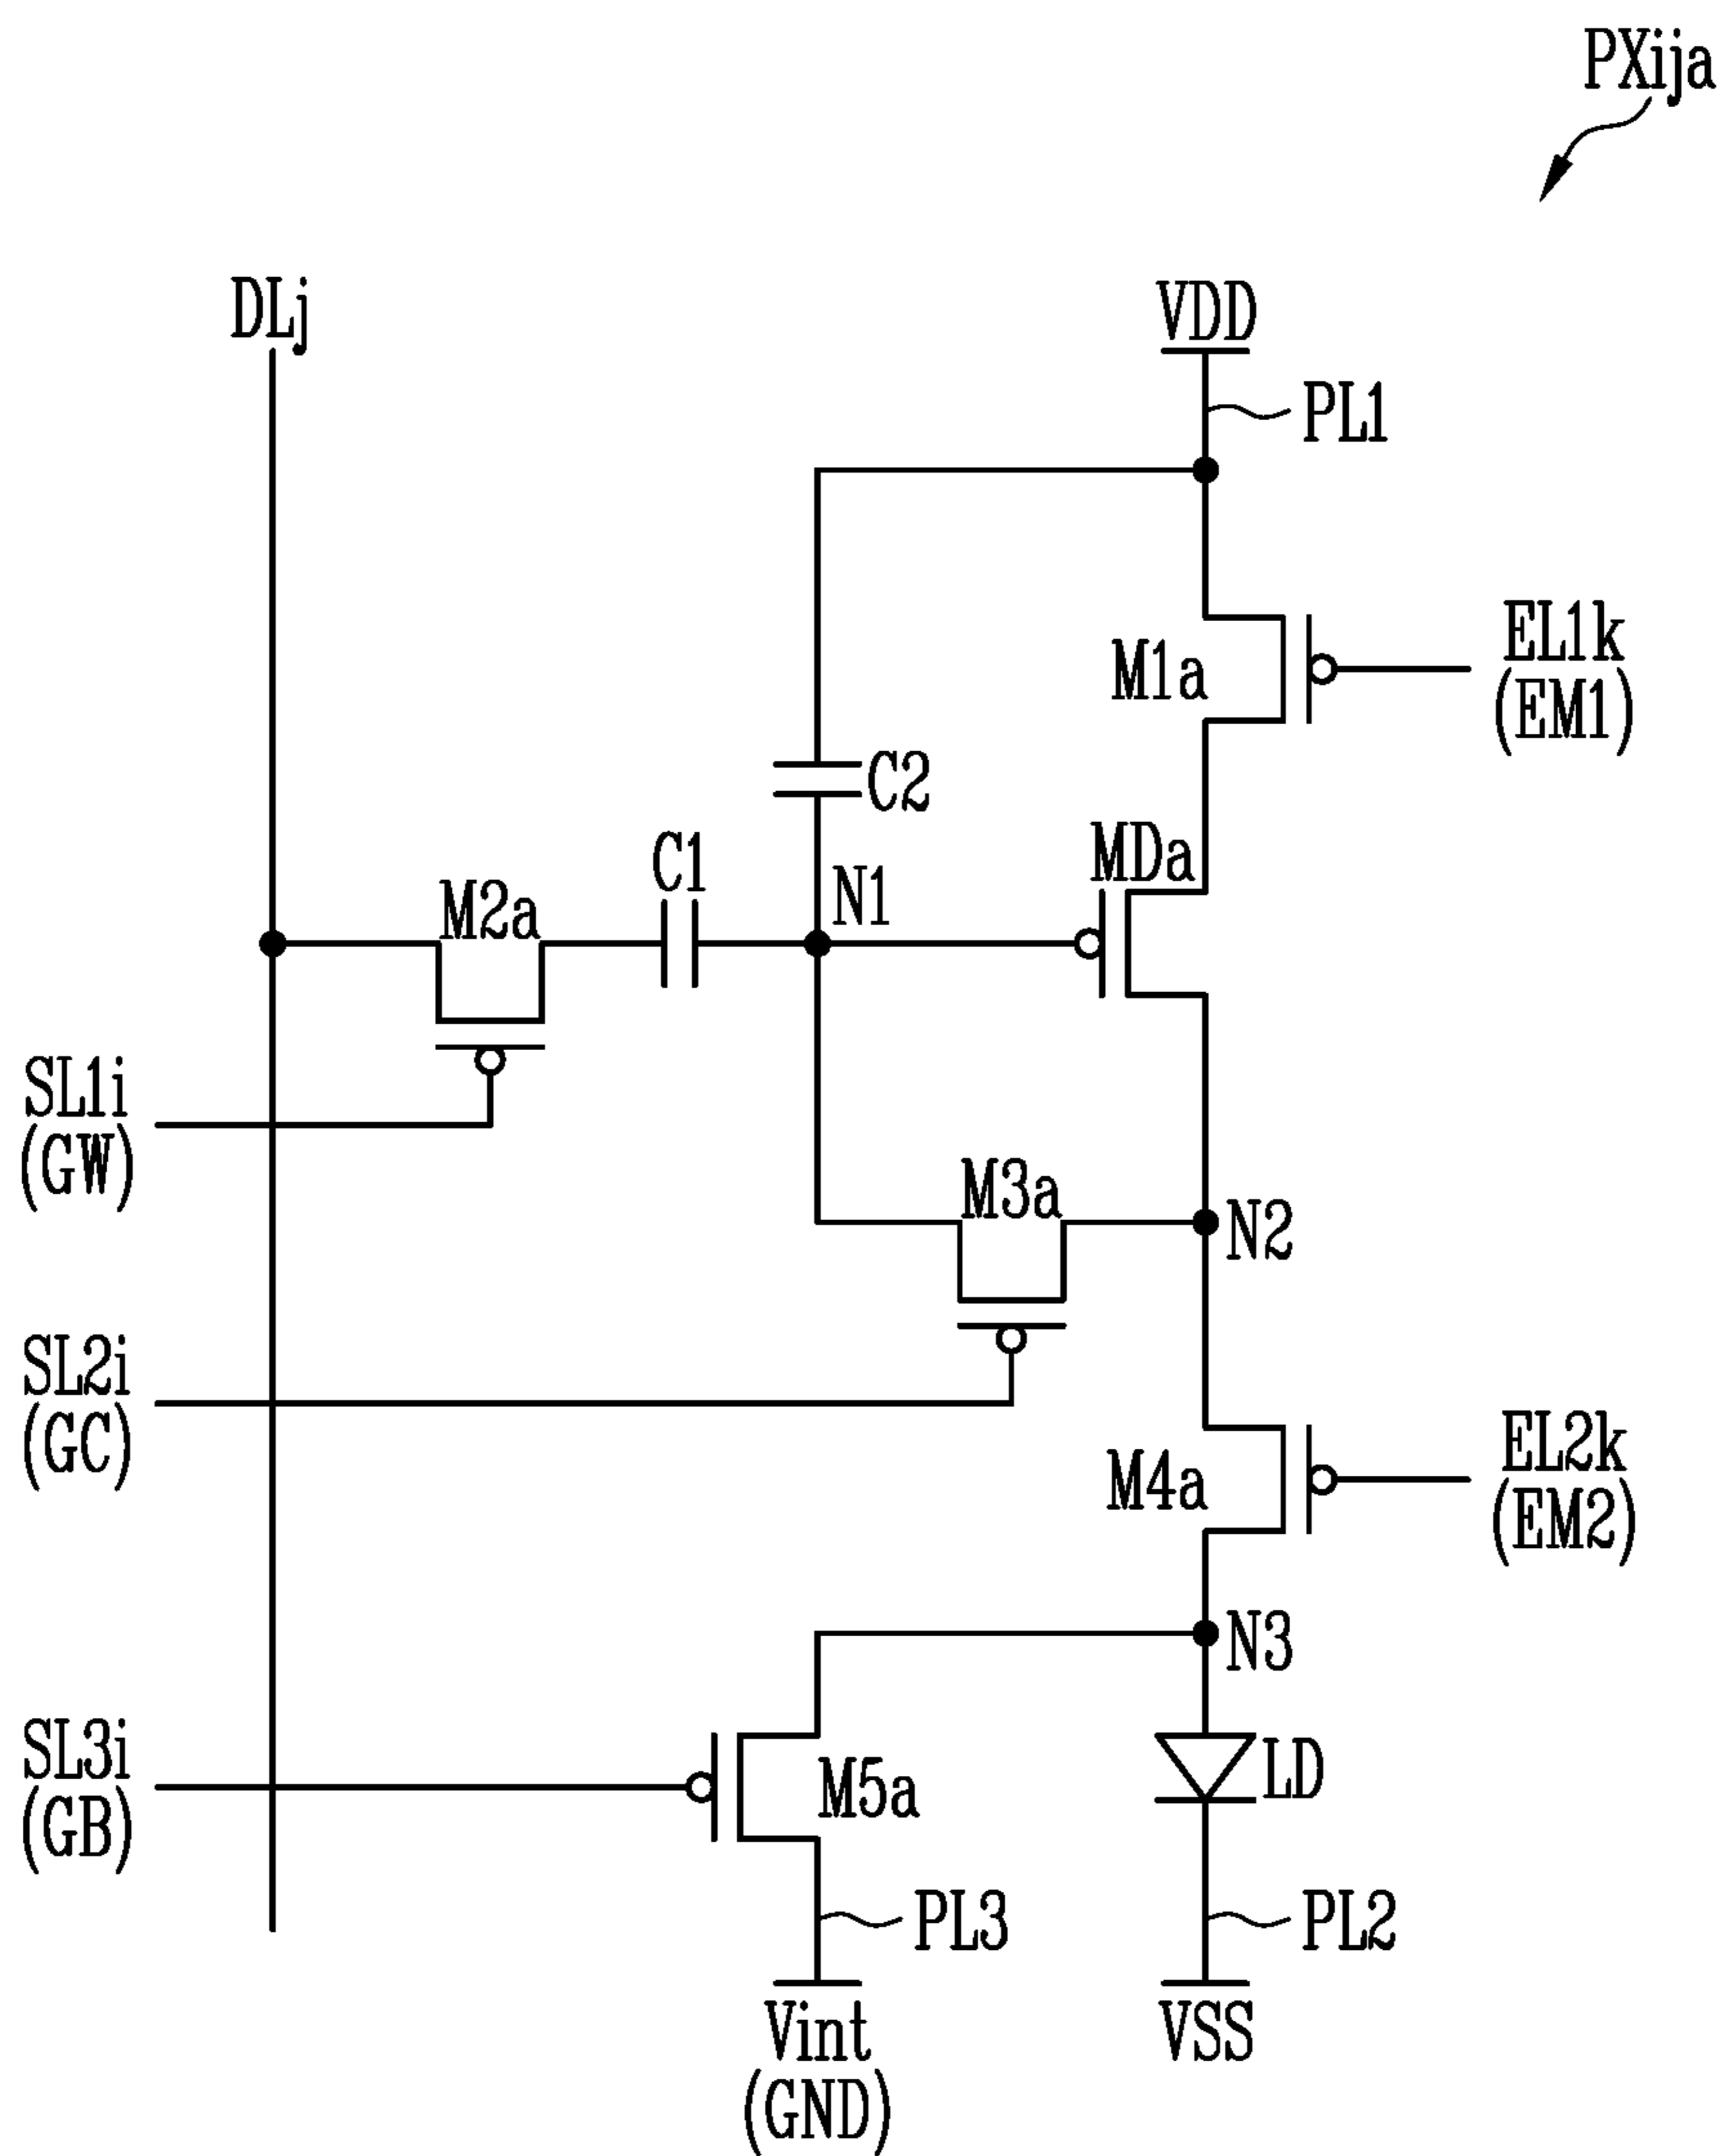 PXija
DLj
VDD
PL1
M1a
EL1k
(EM1)
C2
C1
MDa
M2a
N1
SL1i
(GW)
M3a
N2
SL2i
(GC)
M4a
EL2k
(EM2)
N3
SL3i
(GB)
M5a
LD
PL3
PL2
Vint
(GND)
VSS